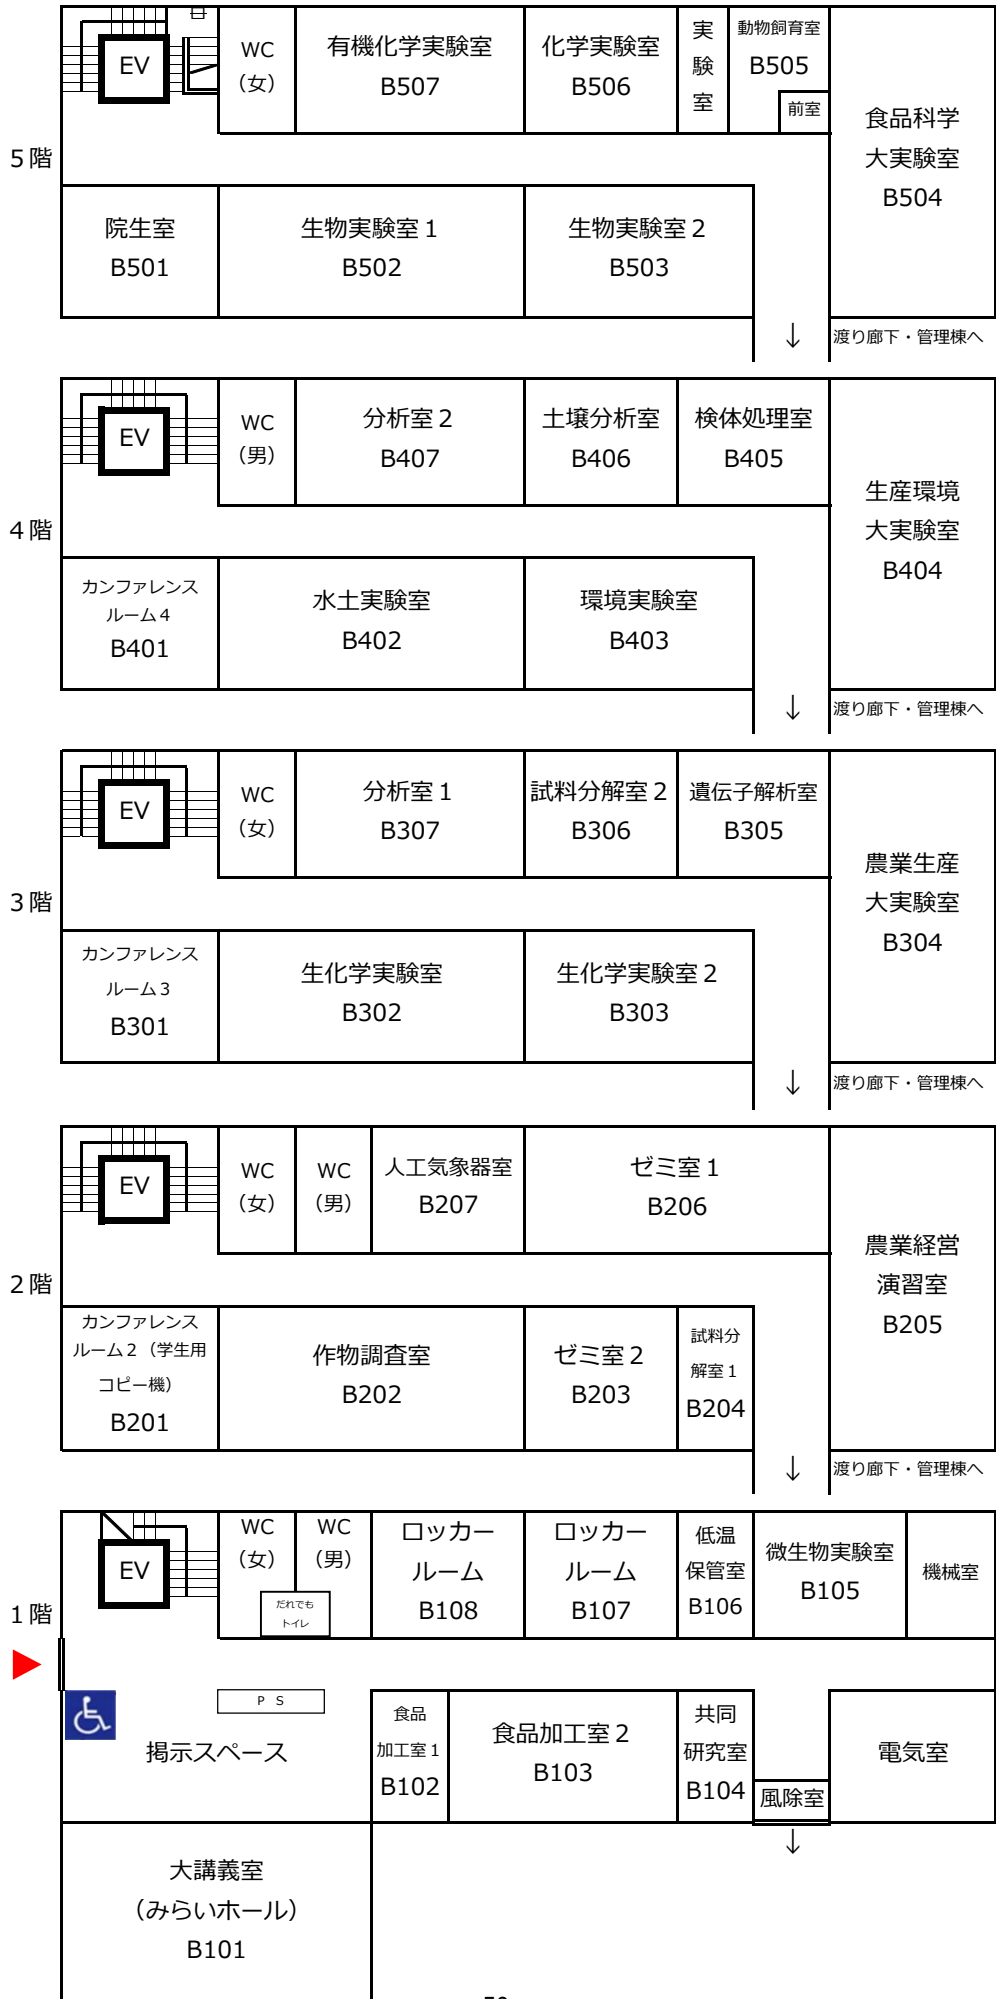 5階
EV
WC
（女）
有機化学実験室
B507
化学実験室
B506
実
験
室
動物飼育室
B505
前室
食品科学
大実験室
B504
院生室
B501
生物実験室１
B502
生物実験室２
B503
↓
渡り廊下・管理棟へ
4階
EV
WC
（男）
分析室２
B407
土壌分析室
B406
検体処理室
B405
生産環境
大実験室
B404
カンファレンス
ルーム４
B401
水土実験室
B402
環境実験室
B403
↓
渡り廊下・管理棟へ
3階
EV
WC
（女）
分析室１
B307
試料分解室２
B306
遺伝子解析室
B305
農業生産
大実験室
B304
カンファレンス
ルーム３
B301
生化学実験室
B302
生化学実験室２
B303
↓
渡り廊下・管理棟へ
2階
EV
WC
（女）
WC
（男）
人工気象器室
B207
ゼミ室１
B206
農業経営
演習室
B205
カンファレンス
ルーム２（学生用
コピー機）
B201
作物調査室
B202
ゼミ室２
B203
試料分
解室１
B204
↓
渡り廊下・管理棟へ
1階
EV
WC
（女）
WC
（男）
だれでも
トイレ
ロッカー
ルーム
B108
ロッカー
ルーム
B107
低温
保管室
B106
微生物実験室
B105
機械室
ＰＳ
掲示スペース
食品
加工室１
B102
食品加工室２
B103
共同
研究室
B104
風除室
↓
電気室
大講義室
（みらいホール）
B101